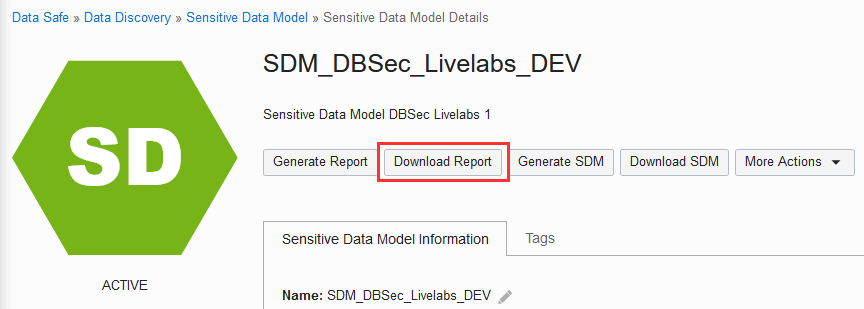 Data Safe » Data Discovery » Sensitive Data Model » Sensitive Data Model Details
SDM_DBSec_Livelabs_DEV
SD
Sensitive Data Model DBSec Livelabs 1
Generate Report Download Report Generate SDM Download SDM More Actions
Sensitive Data Model Information Tags
ACTIVE
Name: SDM_DBSec_Livelabs_DEV